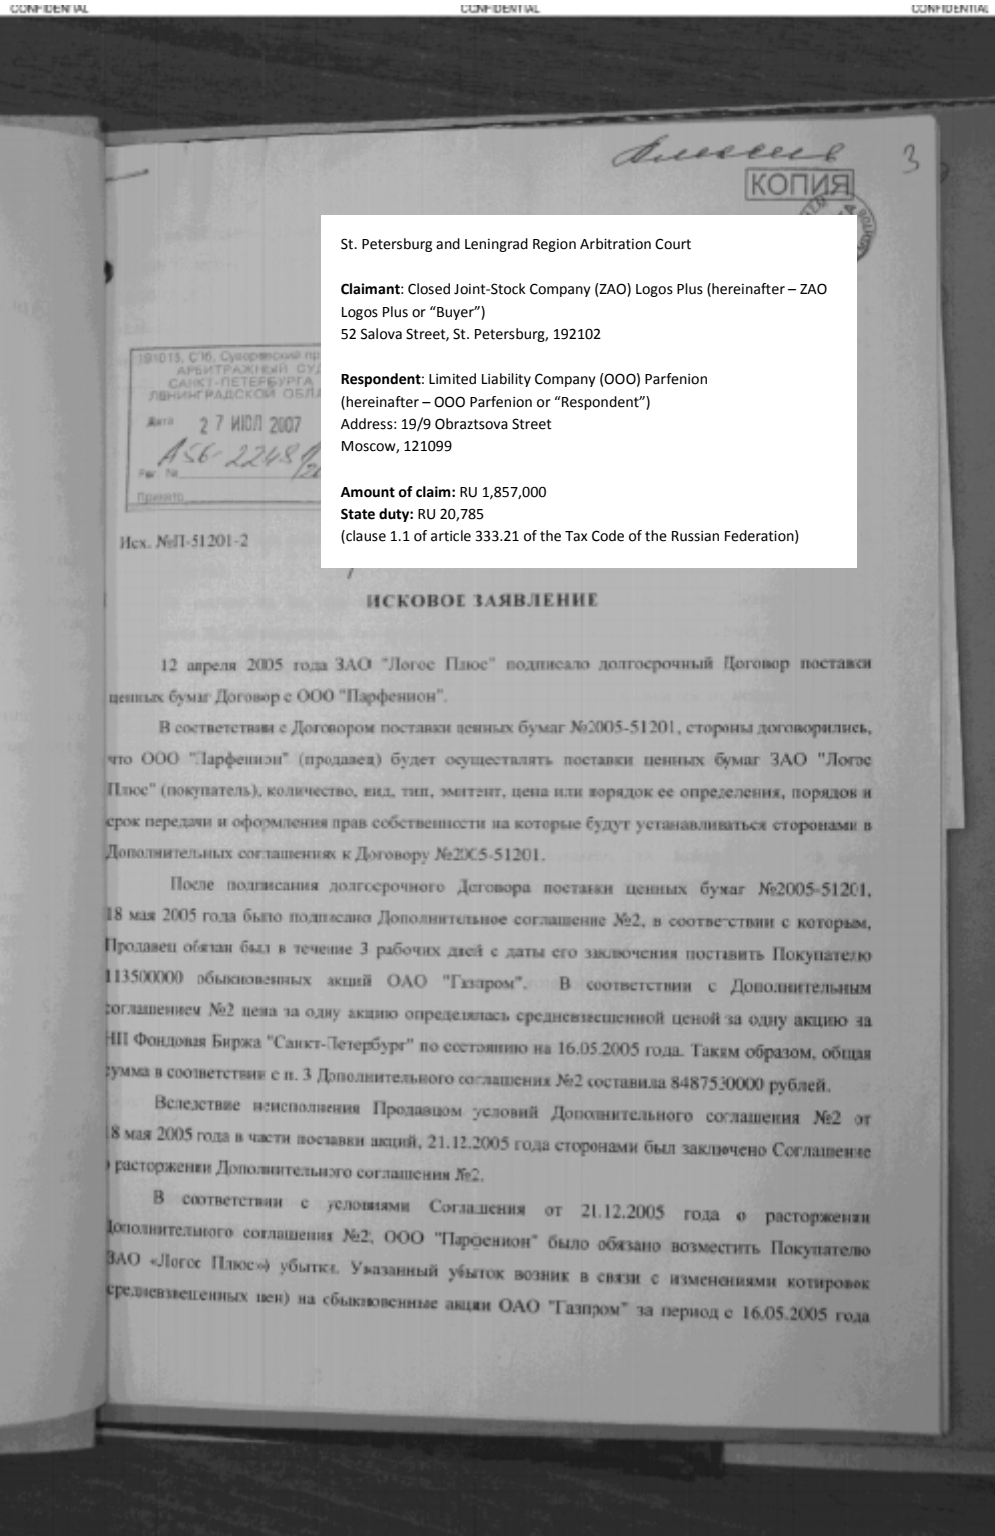 CONFIDENTIAL CONFIDENTIAL CONFIDENTIAL
3
КОПИЯ
St. Petersburg and Leningrad Region Arbitration Court
Claimant: Closed Joint-Stock Company (ZAO) Logos Plus (hereinafter – ZAO
Logos Plus or “Buyer”)
52 Salova Street, St. Petersburg, 192102
Respondent: Limited Liability Company (OOO) Parfenion
(hereinafter – OOO Parfenion or “Respondent”)
Address: 19/9 Obraztsova Street
Moscow, 121099
Amount of claim: RU 1,857,000
State duty: RU 20,785
(clause 1.1 of article 333.21 of the Tax Code of the Russian Federation)
191015, СПб, Суворовский пр
АРБИТРАЖНЫЙ СУД
САНКТ-ПЕТЕРБУРГА
ЛЕНИНГРАДСКОЙ ОБЛА
Дата 27 ИЮЛ 2007
Рег. № А56-22481/
Принято
Исх. №П-51201-2
ИСКОВОЕ ЗАЯВЛЕНИЕ
12 апреля 2005 года ЗАО "Логос Плюс" подписало долгосрочный Договор поставки
ценных бумаг Договор с ООО "Парфенион".
В соответствии с Договором поставки ценных бумаг №2005-51201, стороны договорились,
что ООО "Парфенион" (продавец) будет осуществлять поставки ценных бумаг ЗАО "Логос
Плюс" (покупатель), количество, вид, тип, эмитент, цена или порядок ее определения, порядок и
срок передачи и оформления прав собственности на которые будут устанавливаться сторонами в
Дополнительных соглашениях к Договору №2005-51201.
После подписания долгосрочного Договора поставки ценных бумаг №2005-51201,
18 мая 2005 года было подписано Дополнительное соглашение №2, в соответствии с которым,
Продавец обязан был в течение 3 рабочих дней с даты его заключения поставить Покупателю
113500000 обыкновенных акций ОАО "Газпром". В соответствии с Дополнительным
соглашением №2 цена за одну акцию определялась средневзвешенной ценой за одну акцию на
НП Фондовая Биржа "Санкт-Петербург" по состоянию на 16.05.2005 года. Таким образом, общая
сумма в соответствие с п. 3 Дополнительного соглашения №2 составила 8487530000 рублей.
Вследствие неисполнения Продавцом условий Дополнительного соглашения №2 от
8 мая 2005 года в части поставки акций, 21.12.2005 года сторонами был заключено Соглашение
о расторжении Дополнительного соглашения №2.
В соответствии с условиями Соглашения от 21.12.2005 года о расторжении
Дополнительного соглашения №2, ООО "Парфенион" было обязано возместить Покупателю
ЗАО «Логос Плюс») убытки. Указанный убыток возник в связи с изменениями котировок
средневзвешенных цен) на обыкновенные акции ОАО "Газпром" за период с 16.05.2005 года